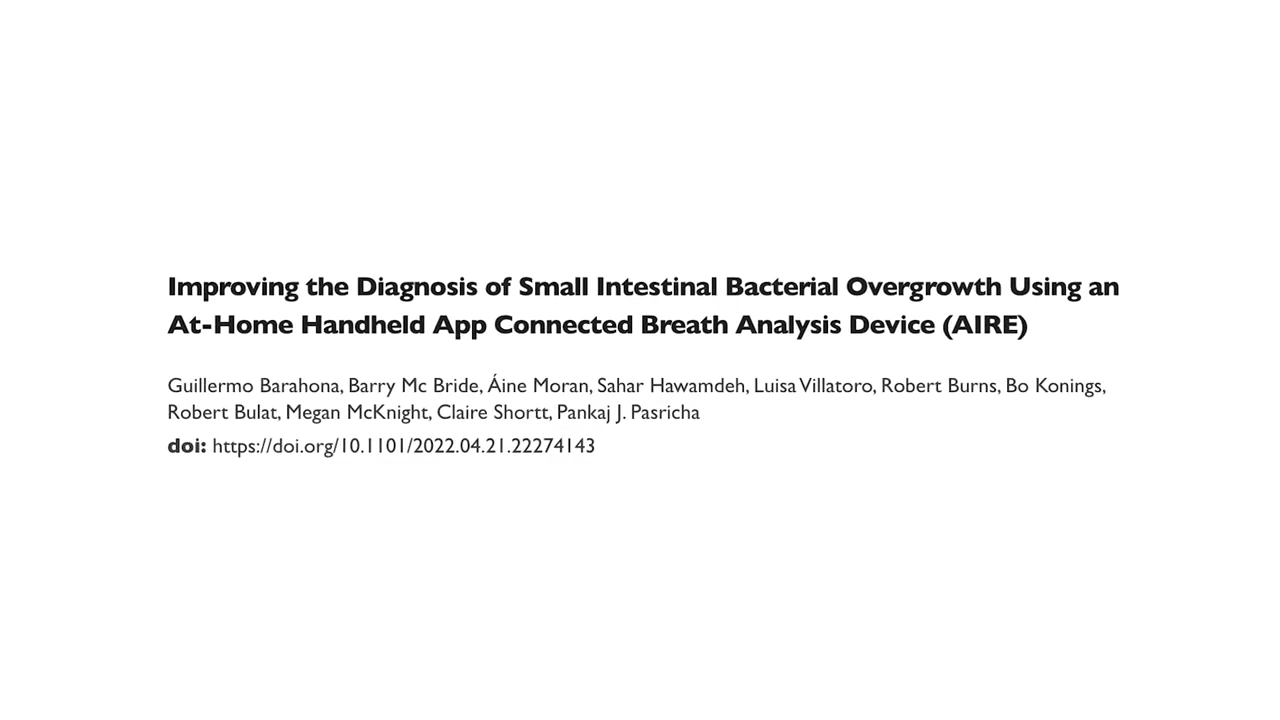 Improving the Diagnosis of Small Intestinal Bacterial Overgrowth Using an
At-Home Handheld App Connected Breath Analysis Device (AIRE)
Guillermo Barahona, Barry Mc Bride, Áine Moran, Sahar Hawamdeh, Luisa Villatoro, Robert Burns, Bo Konings,
Robert Bulat, Megan McKnight, Claire Shortt, Pankaj J. Pasricha
doi: https://doi.org/10.1101/2022.04.21.22274143